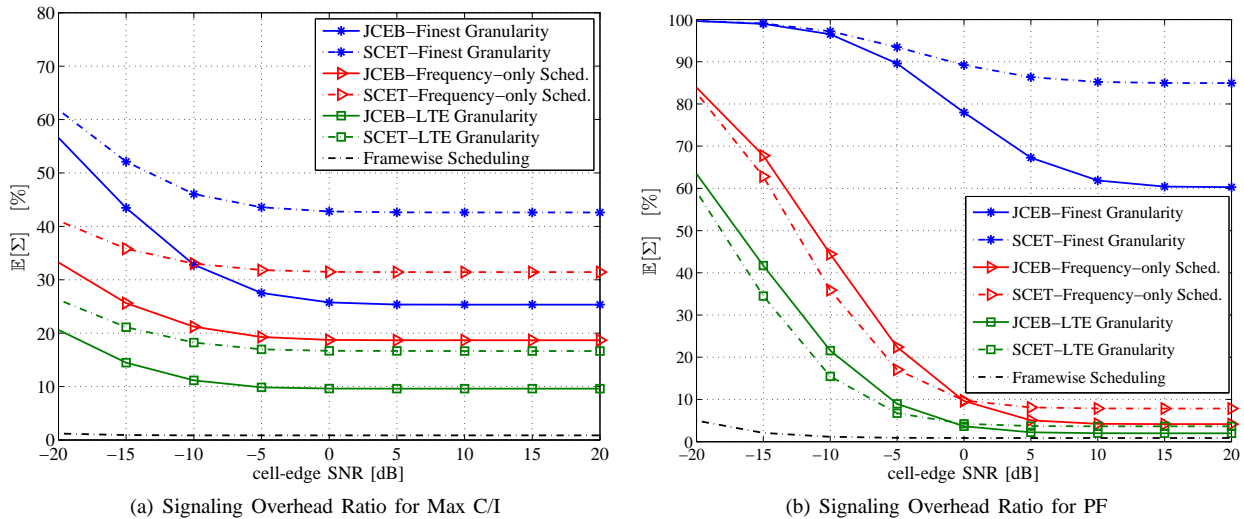 80
70
60
50
40
30
20
10
0
𝔼[Σ] [%]
JCEB−Finest Granularity
SCET−Finest Granularity
JCEB−Frequency−only Sched.
SCET−Frequency−only Sched.
JCEB−LTE Granularity
SCET−LTE Granularity
Framewise Scheduling
−20 −15 −10 −5 0 5 10 15 20
cell-edge SNR [dB]
(a) Signaling Overhead Ratio for Max C/I
100
90
80
70
60
50
40
30
20
10
0
𝔼[Σ] [%]
JCEB−Finest Granularity
SCET−Finest Granularity
JCEB−Frequency−only Sched.
SCET−Frequency−only Sched.
JCEB−LTE Granularity
SCET−LTE Granularity
Framewise Scheduling
−20 −15 −10 −5 0 5 10 15 20
cell-edge SNR [dB]
(b) Signaling Overhead Ratio for PF